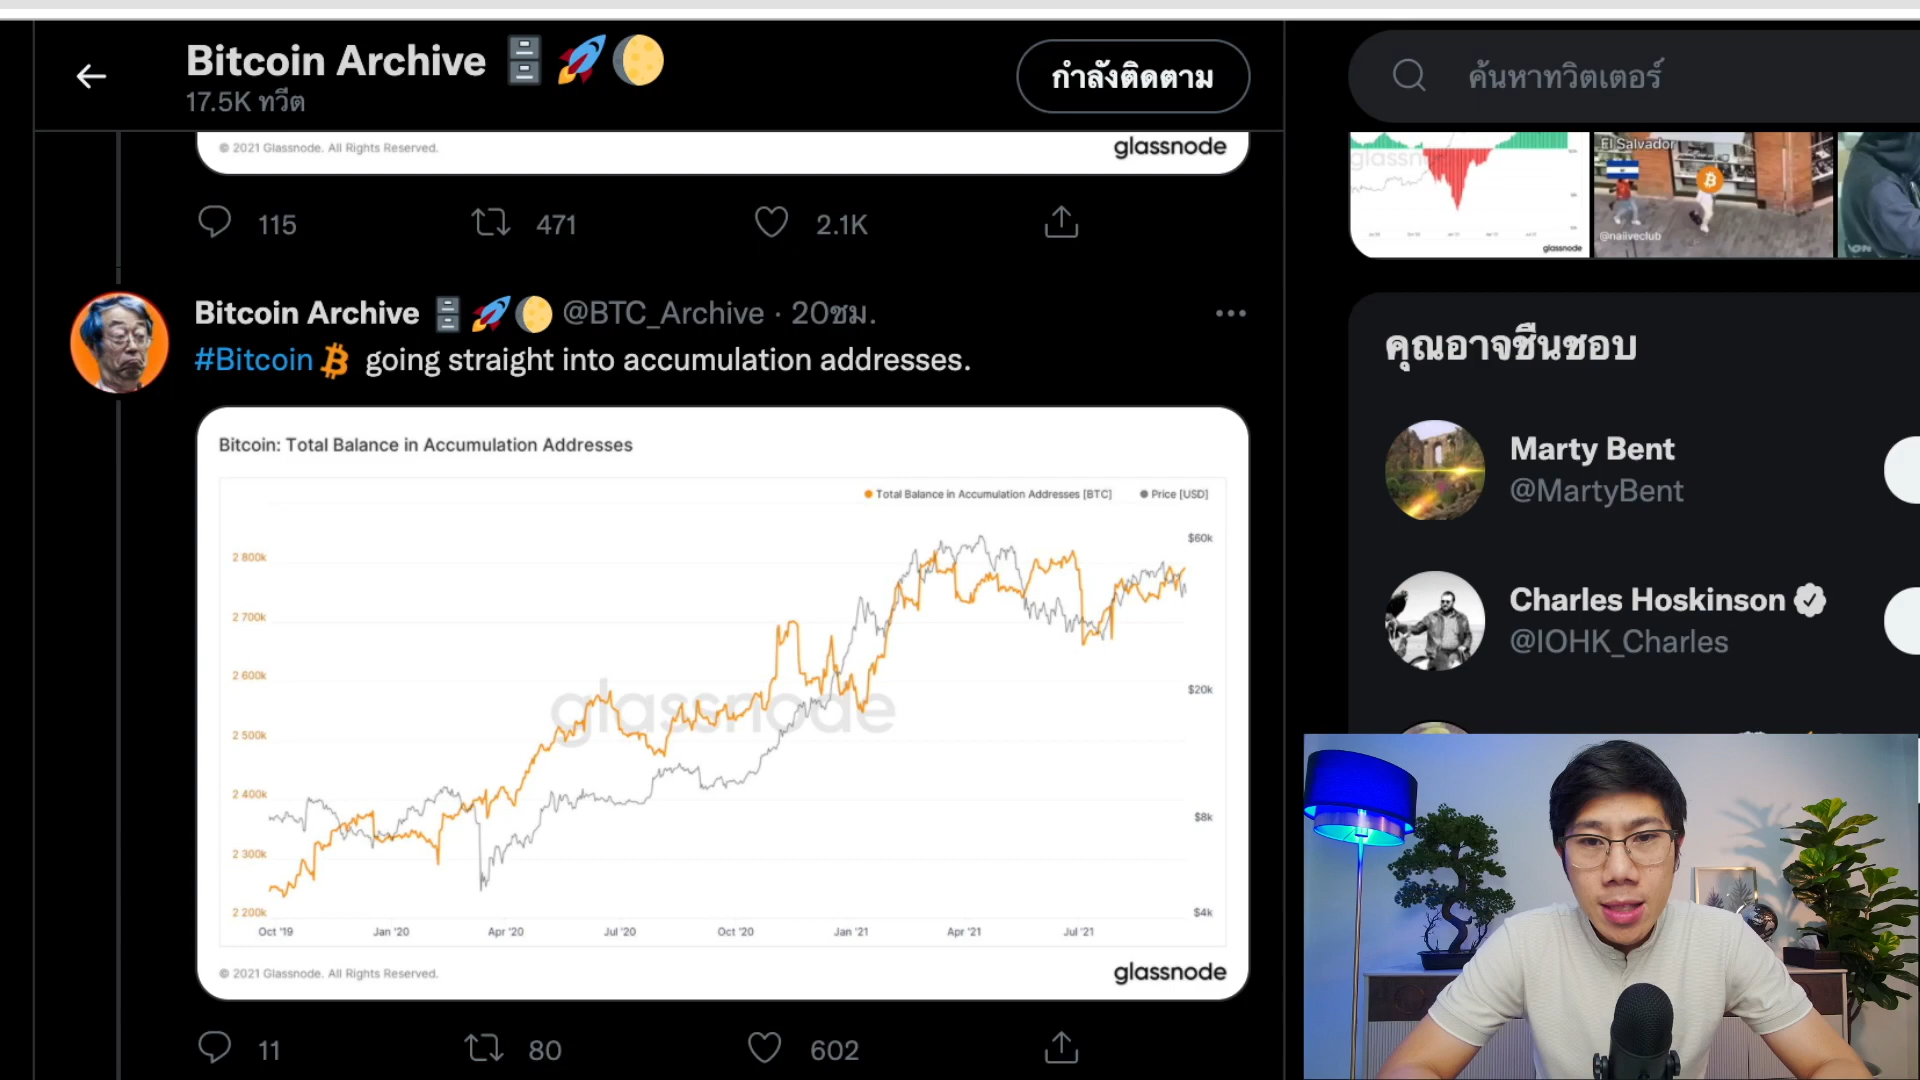 Bitcoin Archive
17.5K ทวีต
กำลังติดตาม
ค้นหาทวิตเตอร์
© 2021 Glassnode. All Rights Reserved.
glassnode
glassnode
glassnode
El Salvador
@naiiveclub
115
471
2.1K
Bitcoin Archive @BTC_Archive · 20ชม.
#Bitcoin going straight into accumulation addresses.
Bitcoin: Total Balance in Accumulation Addresses
Total Balance in Accumulation Addresses [BTC]
Price [USD]
2 800k
2 700k
2 600k
2 500k
2 400k
2 300k
2 200k
$60k
$20k
$8k
$4k
glassnode
Oct '19
Jan '20
Apr '20
Jul '20
Oct '20
Jan '21
Apr '21
Jul '21
© 2021 Glassnode. All Rights Reserved.
glassnode
11
80
602
คุณอาจชื่นชอบ
Marty Bent
@MartyBent
Charles Hoskinson
@IOHK_Charles